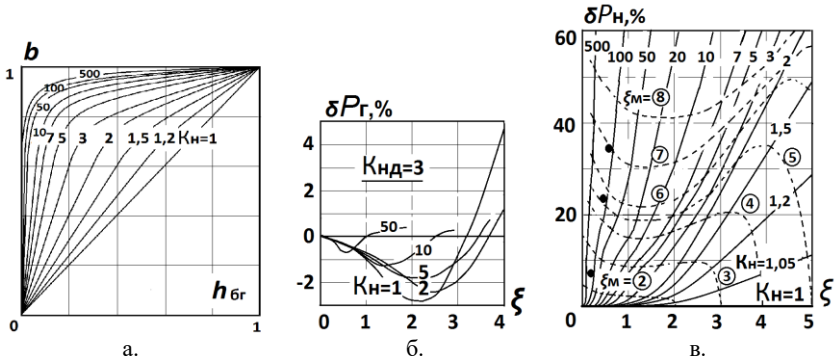 b
1
500
100
50
10 7 5 3 2 1,5 1,2 Кн=1
hбг
0 1
а.
δPг,%
4
2
0
-2
Кнд=3
50
10
5
2
Кн=1
0 1 2 3 4 ξ
б.
δPн,%
60
40
20
0
500 100 50 20 10 7 5 3 2
ξм= 8
7
6
5
4
3
ξм= 2
1,5
1,2
Кн=1,05
Кн=1
0 1 2 3 4 5 ξ
в.